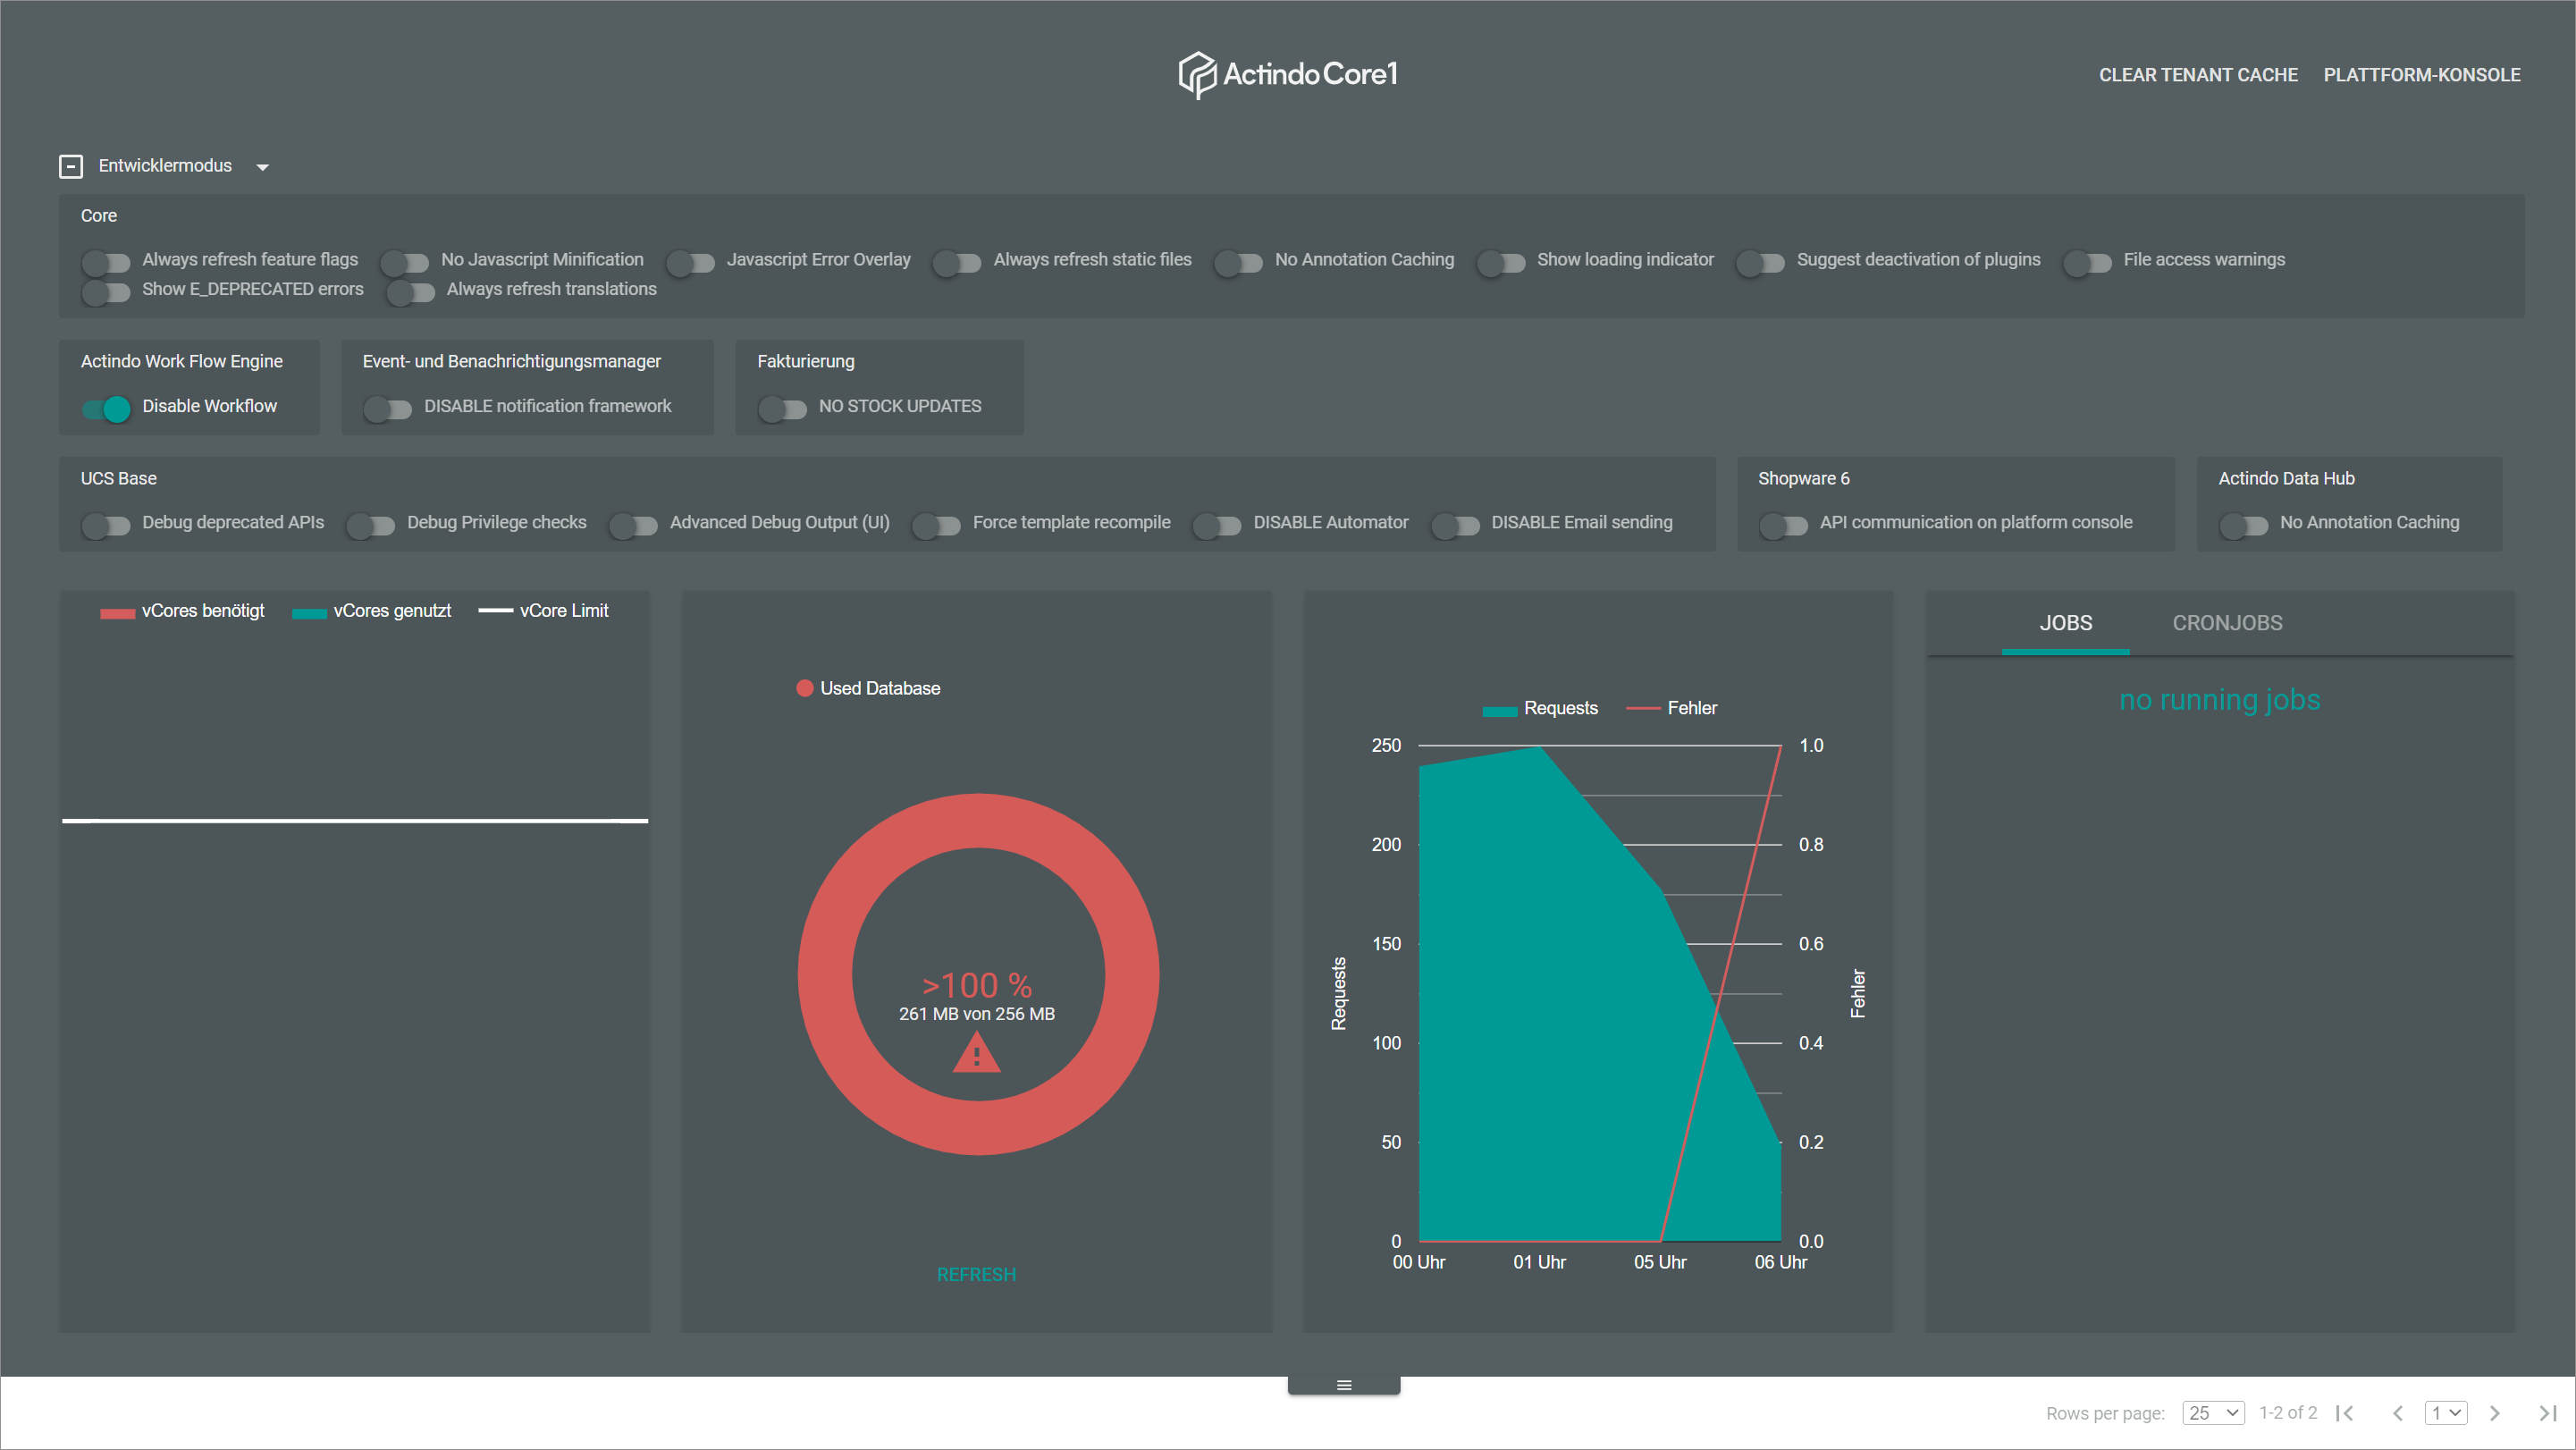 Actindo Core1
CLEAR TENANT CACHE PLATTFORM-KONSOLE
Entwicklermodus
Core
Always refresh feature flags No Javascript Minification Javascript Error Overlay Always refresh static files No Annotation Caching Show loading indicator Suggest deactivation of plugins File access warnings
Show E_DEPRECATED errors Always refresh translations
Actindo Work Flow Engine
Disable Workflow
Event- und Benachrichtigungsmanager
DISABLE notification framework
Fakturierung
NO STOCK UPDATES
UCS Base
Debug deprecated APIs Debug Privilege checks Advanced Debug Output (UI) Force template recompile DISABLE Automator DISABLE Email sending
Shopware 6
API communication on platform console
Actindo Data Hub
No Annotation Caching
vCores benötigt vCores genutzt vCore Limit
Used Database
>100 %
261 MB von 256 MB
REFRESH
Requests Fehler
250 1.0
200 0.8
150 0.6
100 0.4
50 0.2
0 0.0
Requests
Fehler
00 Uhr 01 Uhr 05 Uhr 06 Uhr
JOBS CRONJOBS
no running jobs
Rows per page: 25 1-2 of 2 1